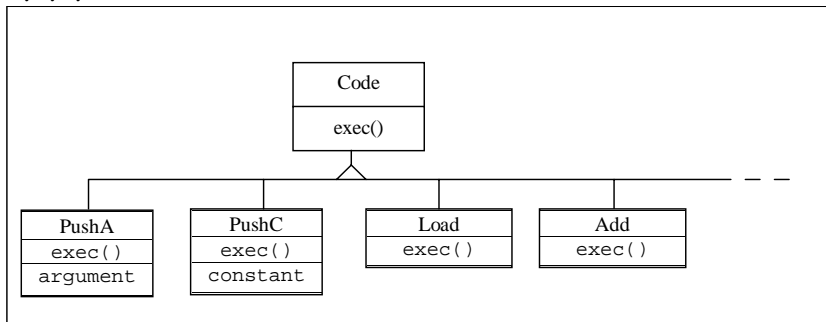 Code
exec()
PushA
exec()
argument
PushC
exec()
constant
Load
exec()
Add
exec()